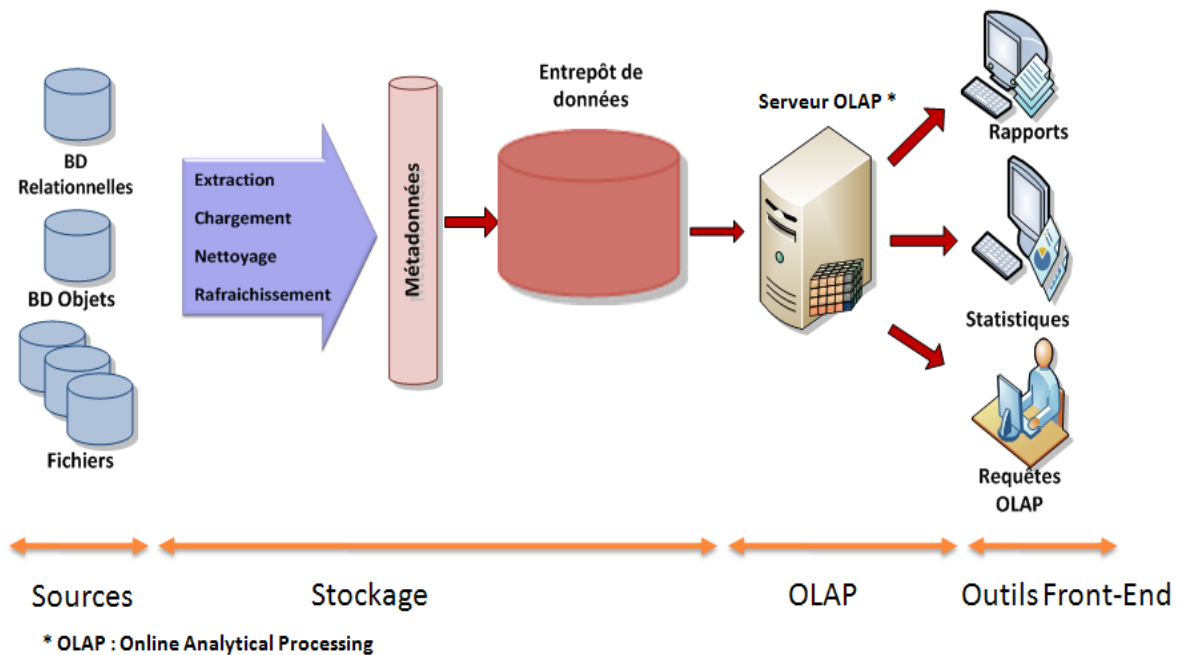 BD
Relationnelles
BD Objets
Fichiers
Extraction
Chargement
Nettoyage
Rafraichissement
Métadonnées
Entrepôt de
données
Serveur OLAP *
Rapports
Statistiques
Requêtes
OLAP
Sources
Stockage
OLAP
Outils Front-End
* OLAP : Online Analytical Processing